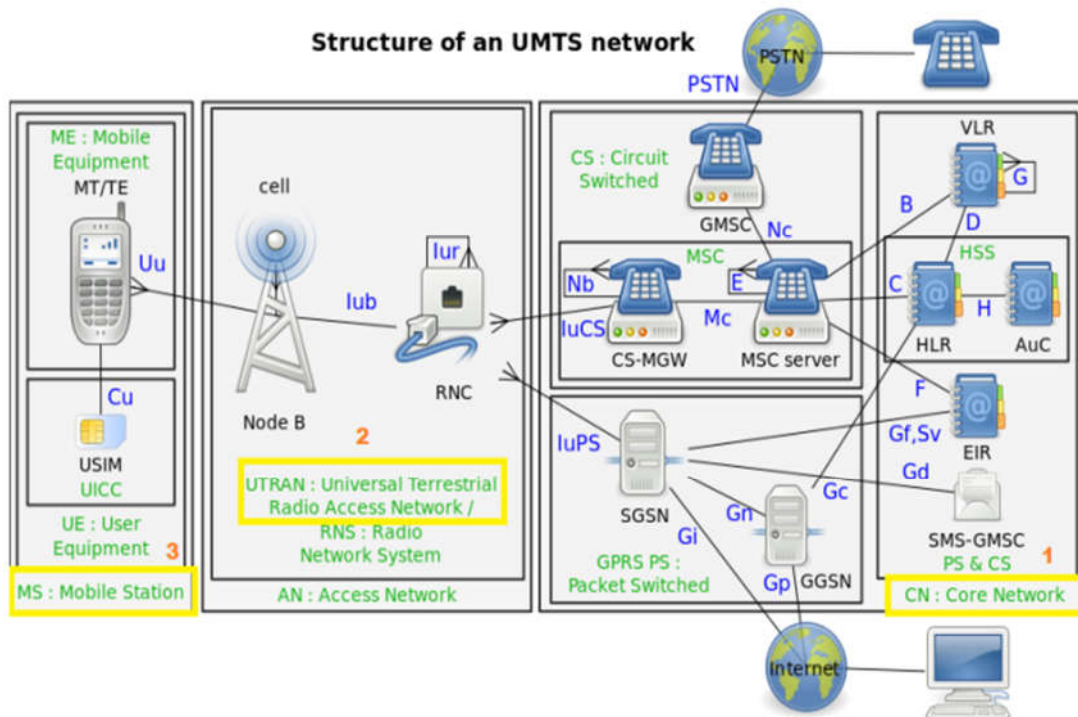 Structure of an UMTS network
PSTN
PSTN
ME : Mobile
Equipment
MT/TE
Uu
Cu
USIM
UICC
UE : User
Equipment
3
MS : Mobile Station
cell
Iub
Iur
Node B
RNC
2
UTRAN : Universal Terrestrial
Radio Access Network /
RNS : Radio
Network System
AN : Access Network
CS : Circuit
Switched
GMSC
Nc
MSC
Nb
E
IuCS
Mc
CS-MGW
MSC server
IuPS
SGSN
Gn
Gi
Gp
GGSN
GPRS PS :
Packet Switched
VLR
G
B
D
HSS
C
H
HLR
AuC
F
Gf,Sv
EIR
Gd
Gc
SMS-GMSC
PS & CS
1
CN : Core Network
Internet